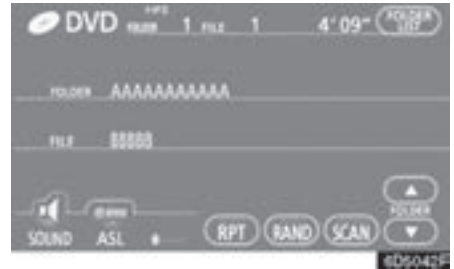 DVD MP3 FOLDER 1 FILE 1 4'09" FOLDER LIST
FOLDER AAAAAAAAAAA
FILE BBBBB
FOLDER
SOUND ASL RPT RAND SCAN
6D5042F